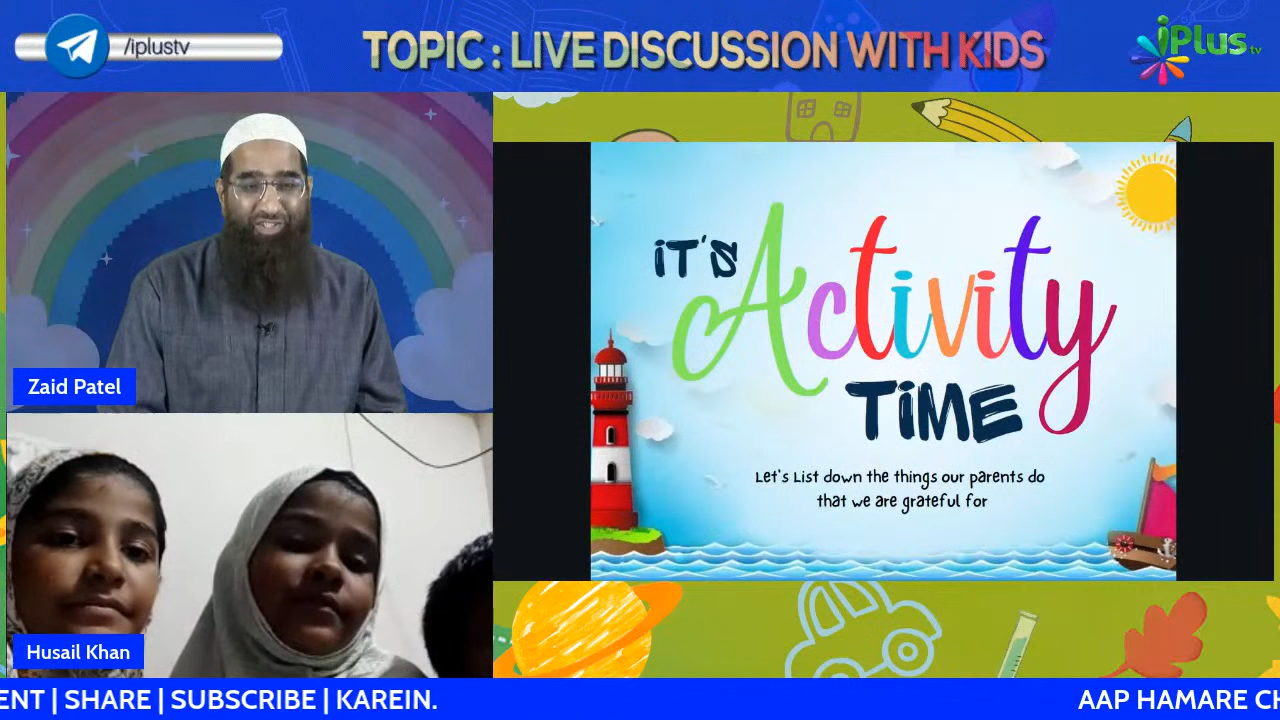 /iplustv
TOPIC : LIVE DISCUSSION WITH KIDS
iPlus tv
Zaid Patel
Husail Khan
iT'S
Activity
TiME
Let's List down the things our parents do
that we are grateful for
ENT | SHARE | SUBSCRIBE | KAREIN.
AAP HAMARE CH